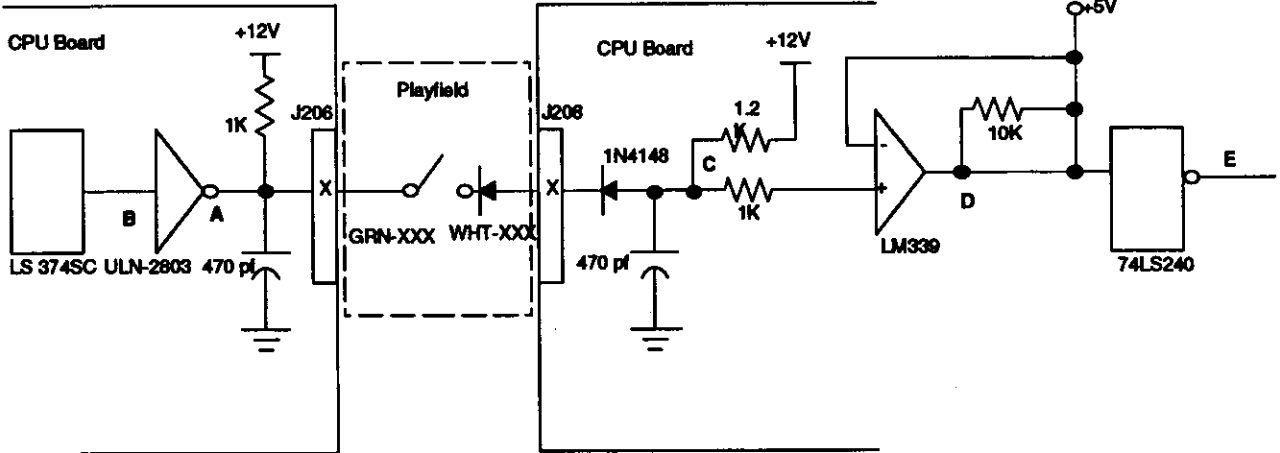 CPU Board
+12V
1K
J206
Playfield
X
GRN-XXX
WHT-XXX
B
A
LS 374SC
ULN-2803
470 pf
CPU Board
+12V
J208
X
1N4148
1.2
K
C
1K
470 pf
-
+
LM339
+5V
10K
D
E
74LS240